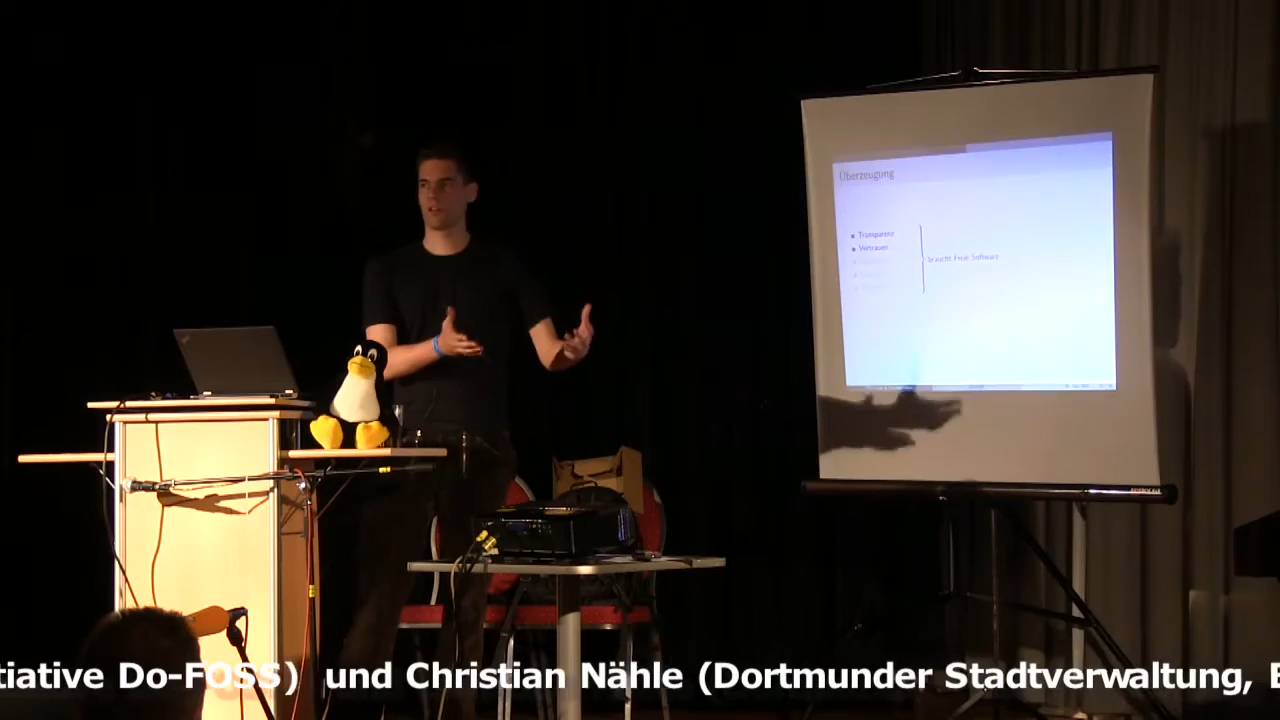 Überzeugung
Transparenz
Vertrauen
braucht Freie Software
tiative Do-FOSS) und Christian Nähle (Dortmunder Stadtverwaltung, E